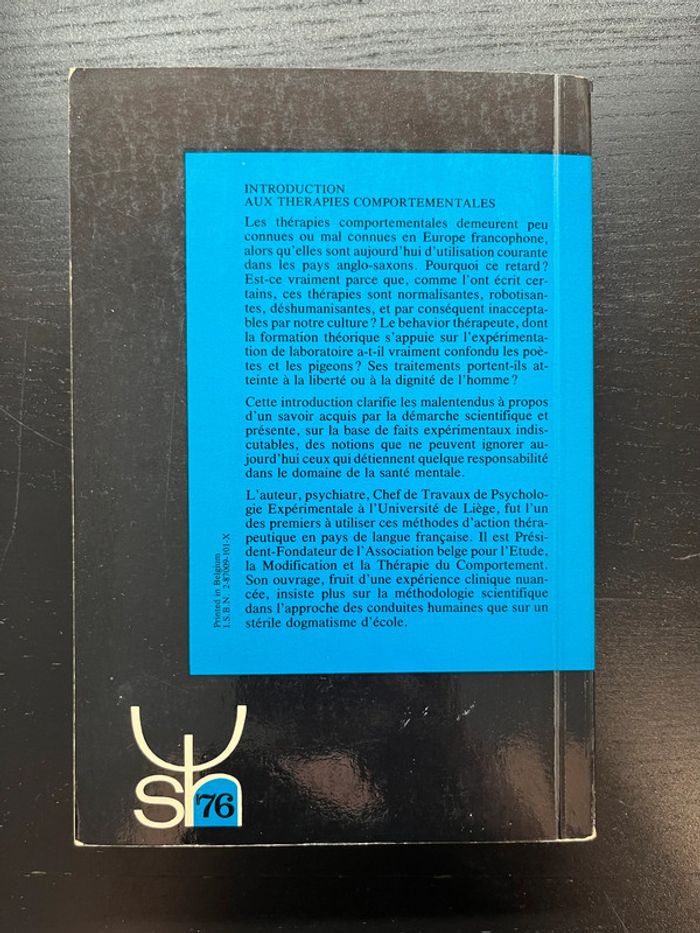 INTRODUCTION
AUX THERAPIES COMPORTEMENTALES
Les thérapies comportementales demeurent peu
connues ou mal connues en Europe francophone,
alors qu'elles sont aujourd'hui d'utilisation courante
dans les pays anglo-saxons. Pourquoi ce retard?
Est-ce vraiment parce que, comme l'ont écrit cer-
tains, ces thérapies sont normalisantes, robotisan-
tes, déshumanisantes, et par conséquent inaccepta-
bles par notre culture? Le behavior thérapeute, dont
la formation théorique s'appuie sur l'expérimenta-
tion de laboratoire a-t-il vraiment confondu les poè-
tes et les pigeons? Ses traitements portent-ils at-
teinte à la liberté ou à la dignité de l'homme?
Cette introduction clarifie les malentendus à propos
d'un savoir acquis par la démarche scientifique et
présente, sur la base de faits expérimentaux indis-
cutables, des notions que ne peuvent ignorer au-
jourd'hui ceux qui détiennent quelque responsabilité
dans le domaine de la santé mentale.
L'auteur, psychiatre, Chef de Travaux de Psycholo-
gie Expérimentale à l'Université de Liège, fut l'un
des premiers à utiliser ces méthodes d'action théra-
peutique en pays de langue française. Il est Prési-
dent-Fondateur de l'Association belge pour l'Etude,
la Modification et la Thérapie du Comportement.
Son ouvrage, fruit d'une expérience clinique nuan-
cée, insiste plus sur la méthodologie scientifique
dans l'approche des conduites humaines que sur un
stérile dogmatisme d'école.
Printed in Belgium
I.S.B.N. 2-87009-101-X
sh
76